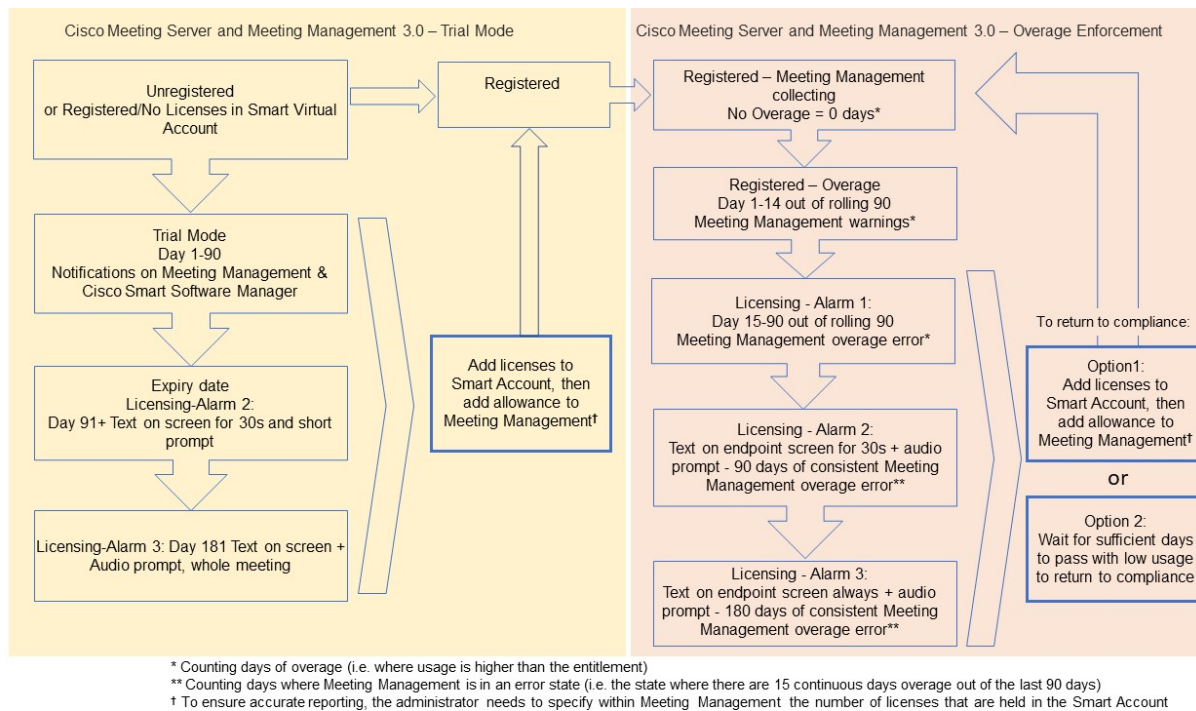 Cisco Meeting Server and Meeting Management 3.0 – Trial Mode
Unregistered
or Registered/No Licenses in Smart Virtual
Account
Registered
Trial Mode
Day 1-90
Notifications on Meeting Management &
Cisco Smart Software Manager
Expiry date
Licensing-Alarm 2:
Day 91+ Text on screen for 30s and short
prompt
Licensing-Alarm 3: Day 181 Text on screen +
Audio prompt, whole meeting
Add licenses to
Smart Account, then
add allowance to
Meeting Management†
Cisco Meeting Server and Meeting Management 3.0 – Overage Enforcement
Registered – Meeting Management
collecting
No Overage = 0 days*
Registered – Overage
Day 1-14 out of rolling 90
Meeting Management warnings*
Licensing - Alarm 1:
Day 15-90 out of rolling 90
Meeting Management overage error*
Licensing - Alarm 2:
Text on endpoint screen for 30s + audio
prompt - 90 days of consistent Meeting
Management overage error**
Licensing - Alarm 3:
Text on endpoint screen always + audio
prompt - 180 days of consistent Meeting
Management overage error**
To return to compliance:
Option1:
Add licenses to
Smart Account, then
add allowance to
Meeting Management†
or
Option 2:
Wait for sufficient days
to pass with low usage
to return to compliance
* Counting days of overage (i.e. where usage is higher than the entitlement)
** Counting days where Meeting Management is in an error state (i.e. the state where there are 15 continuous days overage out of the last 90 days)
† To ensure accurate reporting, the administrator needs to specify within Meeting Management the number of licenses that are held in the Smart Account